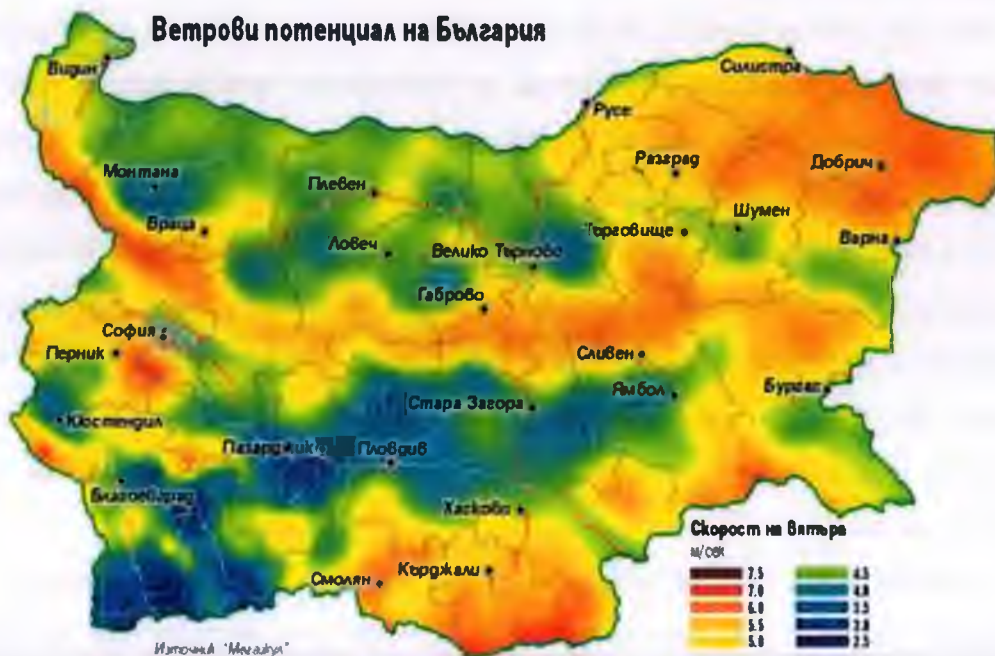 Ветрови потенциал на България
Видин
Силистра
Русе
Монтана
Плевен
Разград
Добрич
Враца
Ловеч
Велико Търново
Търговище
Шумен
Варна
Габрово
София
Перник
Сливен
Ямбол
Бургас
Кюстендил
Стара Загора
Пазарджик
Пловдив
Благоевград
Хасково
Смолян
Кърджали
Скорост на вятъра
м/сек
7.5 4.5
7.0 4.0
6.0 3.5
5.5 3.0
5.0 2.5
Източник